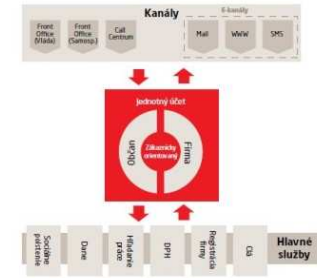 Kanály
Front
Office
(Vláda)
Front
Office
(Samosp.)
Call
Centrum
E-kanály
Mail
WWW
SMS
Jednotný účet
Občan
Zákaznícky
orientovaný
Firma
Sociálne
poistenie
Dane
Hľadanie
práce
DPH
Registrácia
firmy
Clá
Hlavné
služby